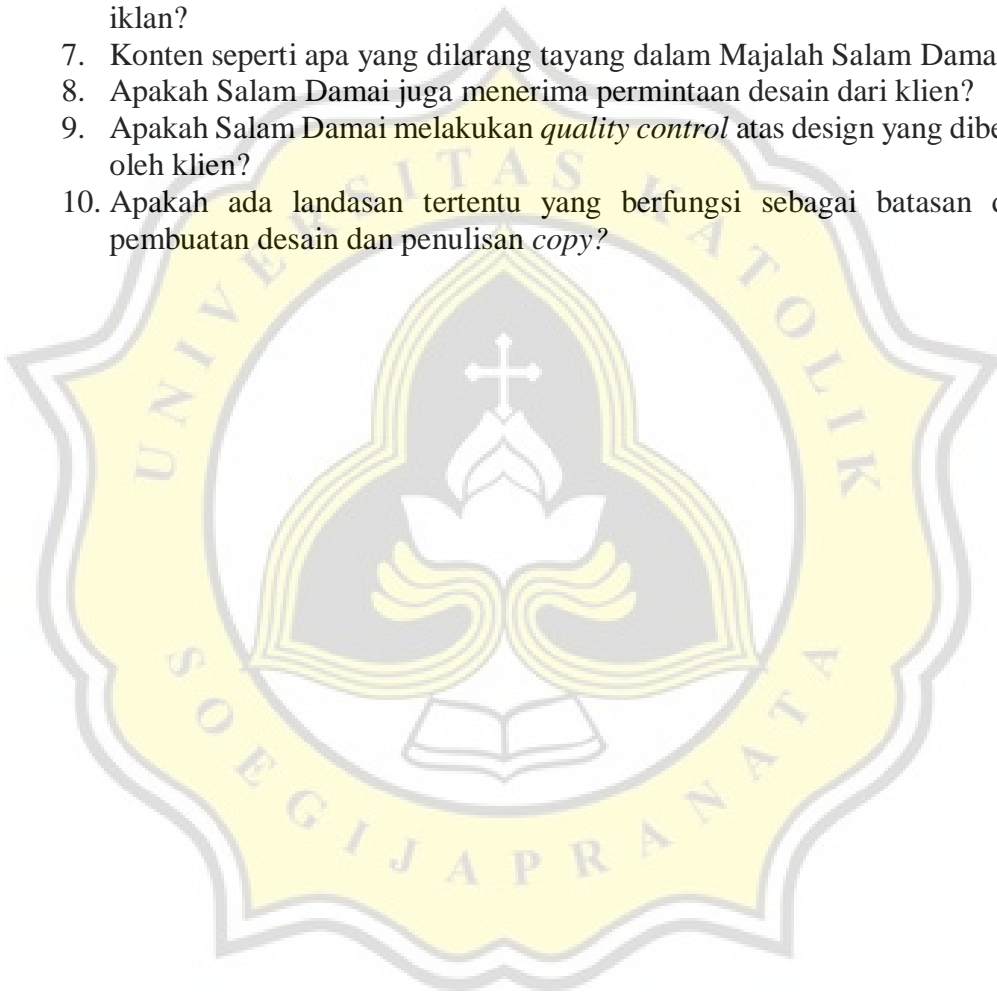 iklan?
7. Konten seperti apa yang dilarang tayang dalam Majalah Salam Dama
8. Apakah Salam Damai juga menerima permintaan desain dari klien?
9. Apakah Salam Damai melakukan quality control atas design yang dibe
oleh klien?
10. Apakah ada landasan tertentu yang berfungsi sebagai batasan d
pembuatan desain dan penulisan copy?
UNIVERSITAS KATOLIK
SOEGIJAPRANATA